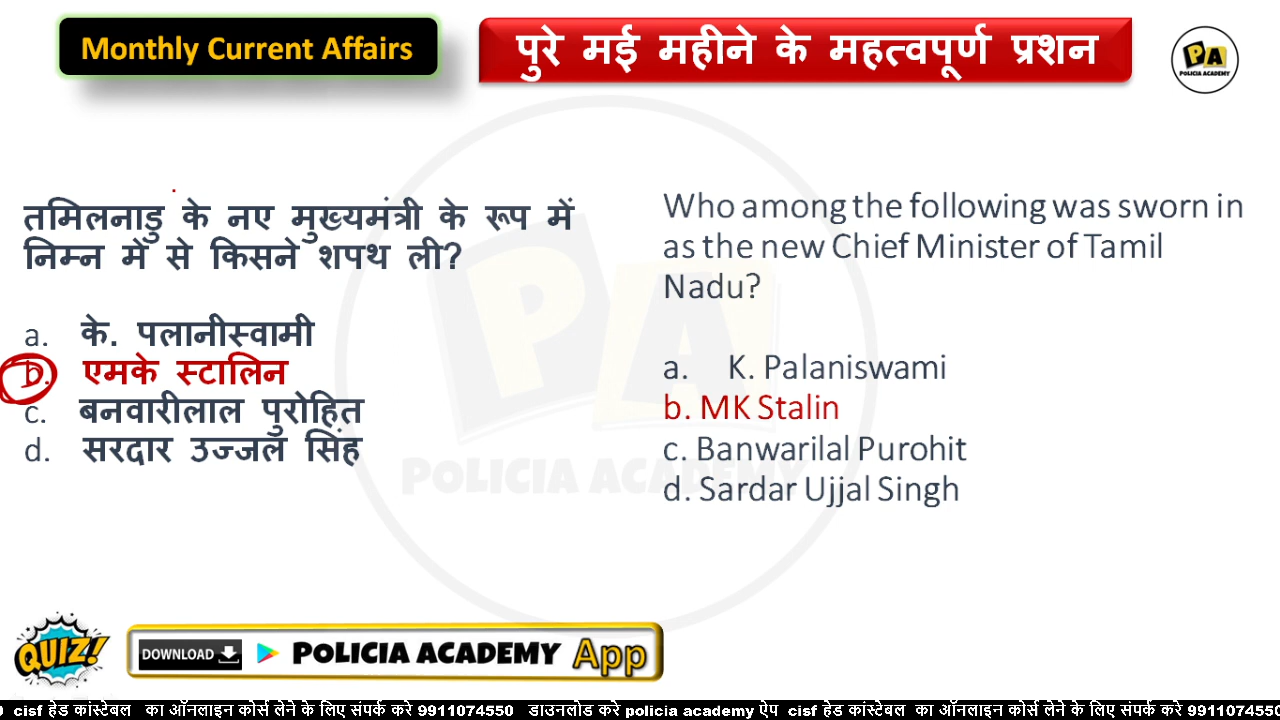 Monthly Current Affairs
पुरे मई महीने के महत्वपूर्ण प्रशन
PA
POLICIA ACADEMY
तमिलनाडु के नए मुख्यमंत्री के रूप में
निम्न में से किसने शपथ ली?
a. के. पलानीस्वामी
b. एमके स्टालिन
c. बनवारीलाल पुरोहित
d. सरदार उज्जल सिंह
Who among the following was sworn in
as the new Chief Minister of Tamil
Nadu?
a. K. Palaniswami
b. MK Stalin
c. Banwarilal Purohit
d. Sardar Ujjal Singh
PA
POLICIA ACADEMY
QUIZ!
DOWNLOAD POLICIA ACADEMY App
cisf हेड कांस्टेबल का ऑनलाइन कोर्स लेने के लिए संपर्क करे 9911074550 डाउनलोड करे policia academy ऐप cisf हेड कांस्टेबल का ऑनलाइन कोर्स लेने के लिए संपर्क करे 9911074550